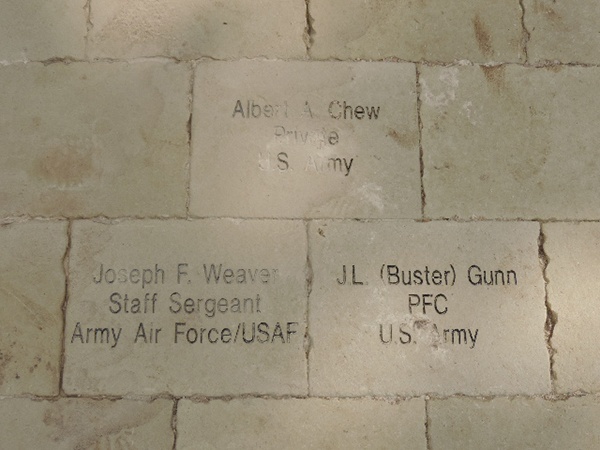 Albert A. Chew
Private
U.S. Army
Joseph F. Weaver
Staff Sergeant
Army Air Force/USAF
J.L. (Buster) Gunn
PFC
U.S. Army